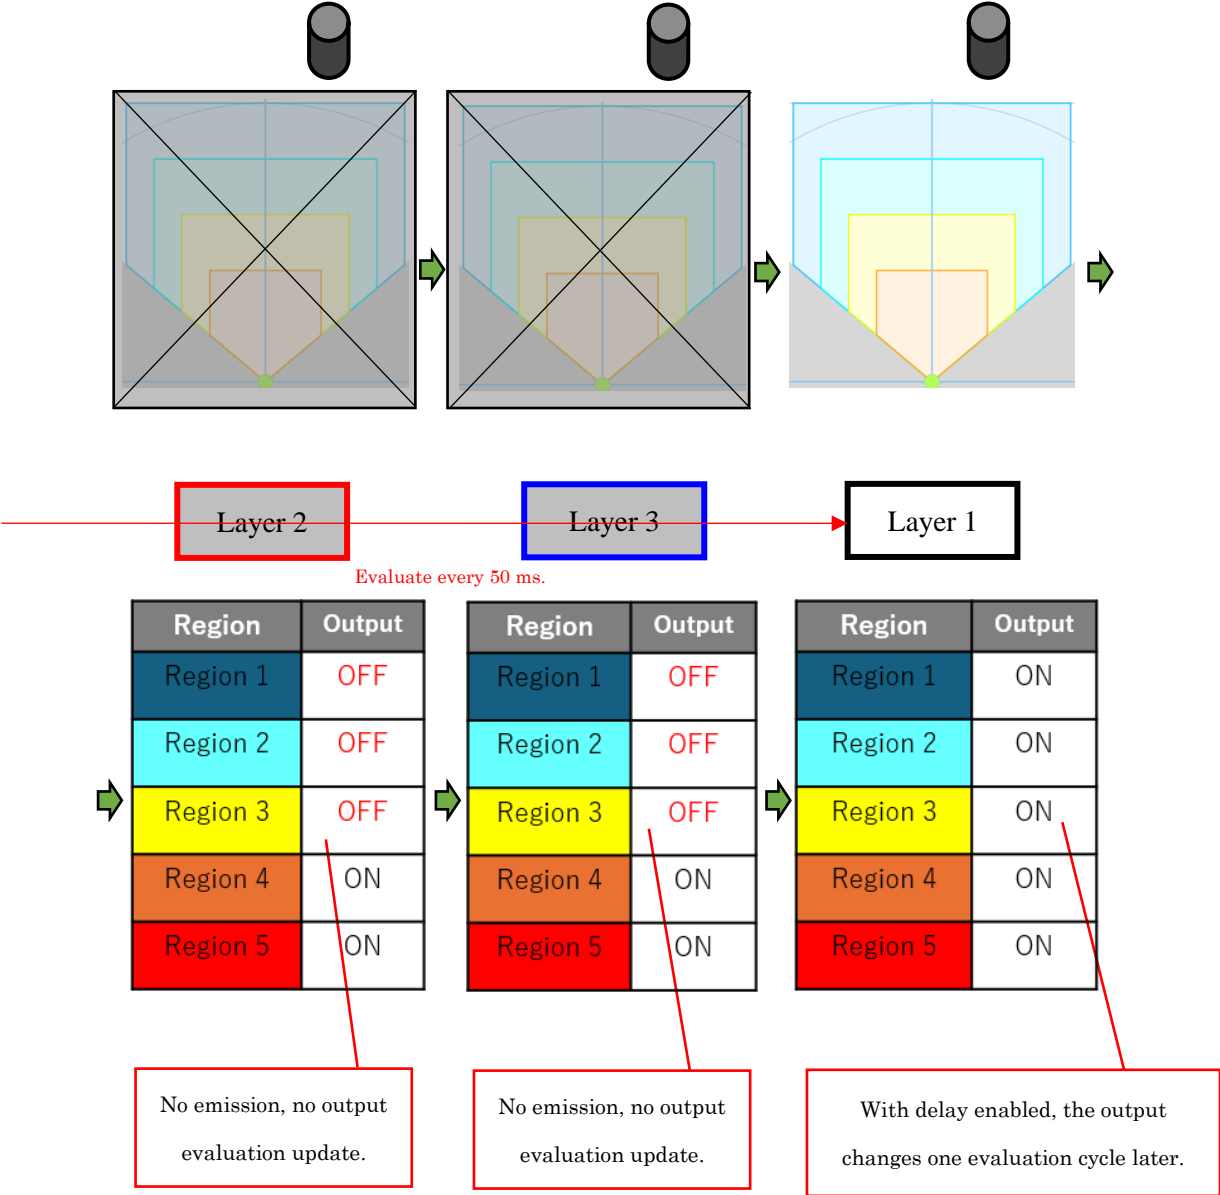 Layer 2
Layer 3
Layer 1
Evaluate every 50 ms.
Region Output
Region 1 OFF
Region 2 OFF
Region 3 OFF
Region 4 ON
Region 5 ON
Region Output
Region 1 OFF
Region 2 OFF
Region 3 OFF
Region 4 ON
Region 5 ON
Region Output
Region 1 ON
Region 2 ON
Region 3 ON
Region 4 ON
Region 5 ON
No emission, no output
evaluation update.
No emission, no output
evaluation update.
With delay enabled, the output
changes one evaluation cycle later.